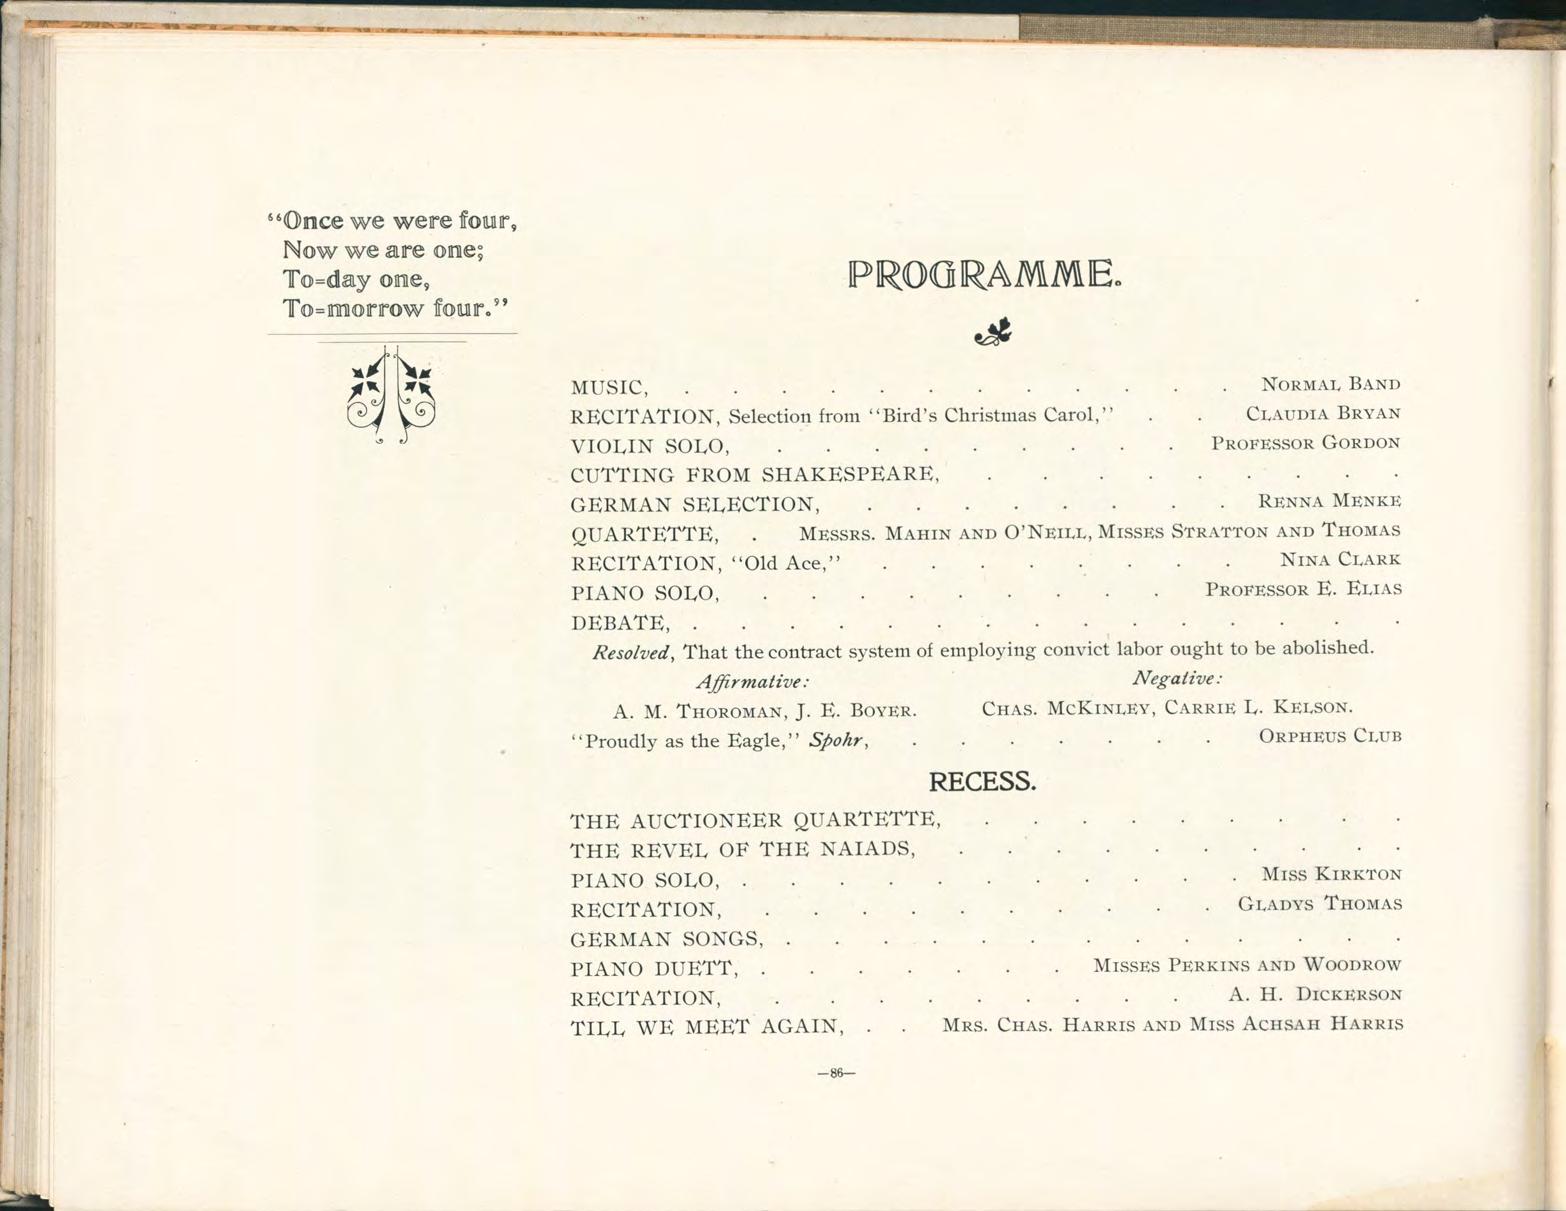 “Once we were four,
Now we are one;
To=day one,
To=morrow four.”
PROGRAMME.
MUSIC, . . . . . . . . . . . . NORMAL BAND
RECITATION, Selection from “Bird’s Christmas Carol,” . . CLAUDIA BRYAN
VIOLIN SOLO, . . . . . . . . . PROFESSOR GORDON
CUTTING FROM SHAKESPEARE, . . . . . . . . .
GERMAN SELECTION, . . . . . . . . RENNA MENKE
QUARTETTE, . MESSRS. MAHIN AND O’NEILL, MISSES STRATTON AND THOMAS
RECITATION, “Old Ace,” . . . . . . . . NINA CLARK
PIANO SOLO, . . . . . . . . . PROFESSOR E. ELIAS
DEBATE, . . . . . . . . . . . . . . .
Resolved, That the contract system of employing convict labor ought to be abolished.
Affirmative: Negative:
A. M. THOROMAN, J. E. BOYER. CHAS. MCKINLEY, CARRIE L. KELSON.
“Proudly as the Eagle,” Spohr, . . . . . . . ORPHEUS CLUB
RECESS.
THE AUCTIONEER QUARTETTE, . . . . . . . . .
THE REVEL OF THE NAIADS, . . . . . . . . . .
PIANO SOLO, . . . . . . . . . . . MISS KIRKTON
RECITATION, . . . . . . . . . . GLADYS THOMAS
GERMAN SONGS, . . . . . . . . . . . . .
PIANO DUETT, . . . . . . . MISSES PERKINS AND WOODROW
RECITATION, . . . . . . . . . A. H. DICKERSON
TILL WE MEET AGAIN, . . MRS. CHAS. HARRIS AND MISS ACHSAH HARRIS
—86—